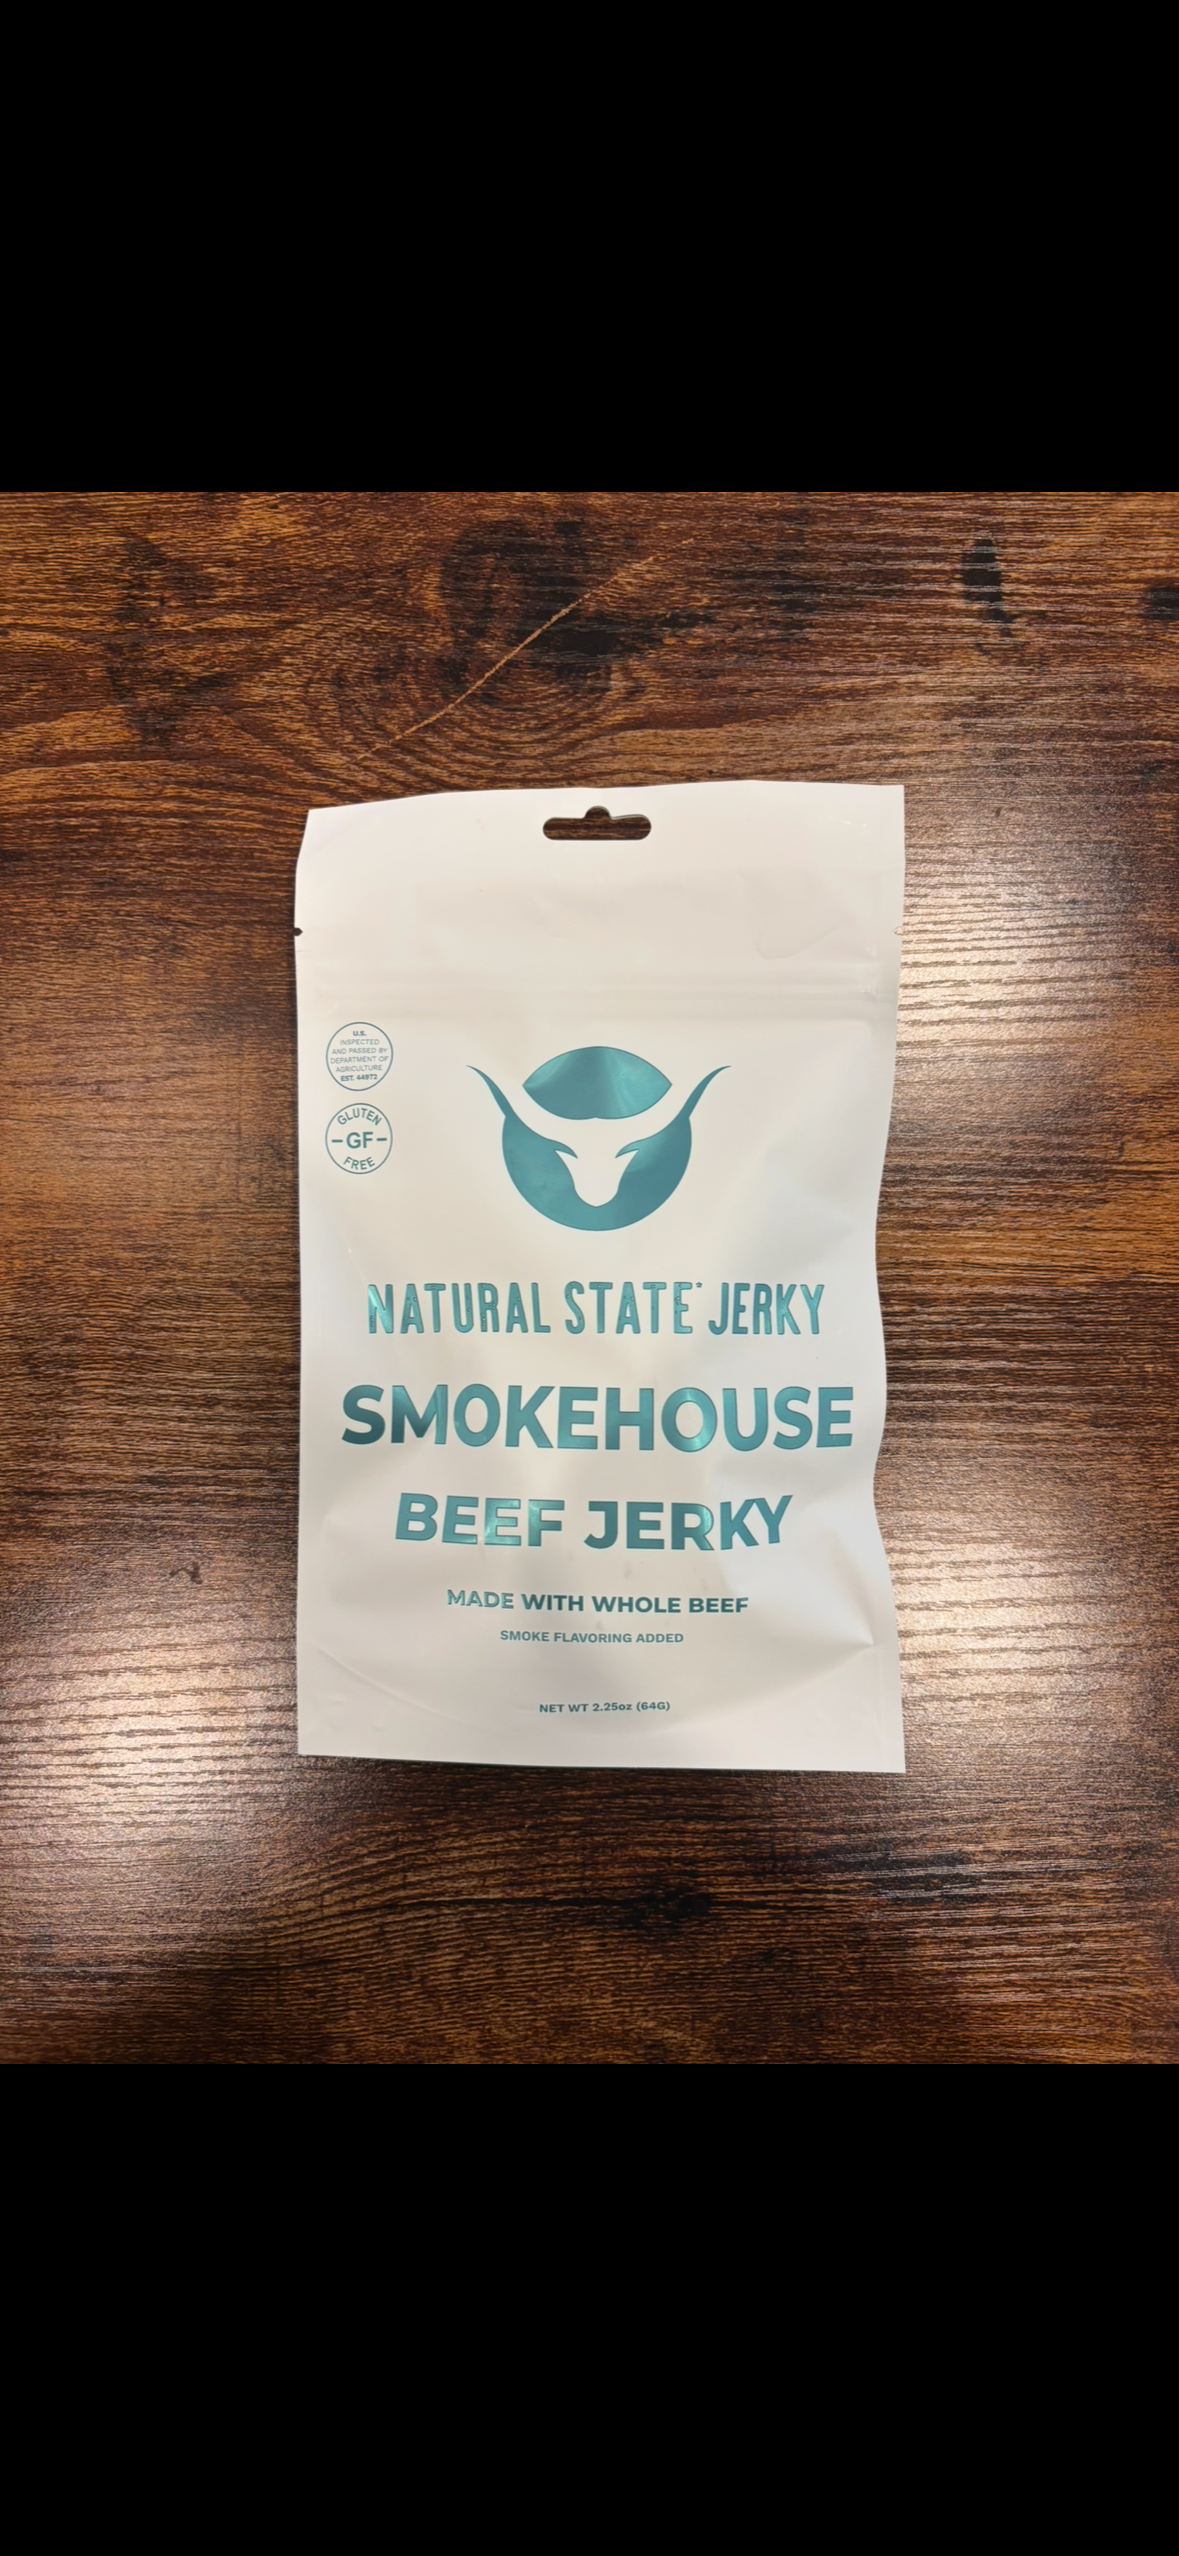 U.S.
INSPECTED
AND PASSED BY
DEPARTMENT OF
AGRICULTURE
EST. 44972
GLUTEN
-GF-
FREE
NATURAL STATE* JERKY
SMOKEHOUSE
BEEF JERKY
MADE WITH WHOLE BEEF
SMOKE FLAVORING ADDED
NET WT 2.25oz (64G)